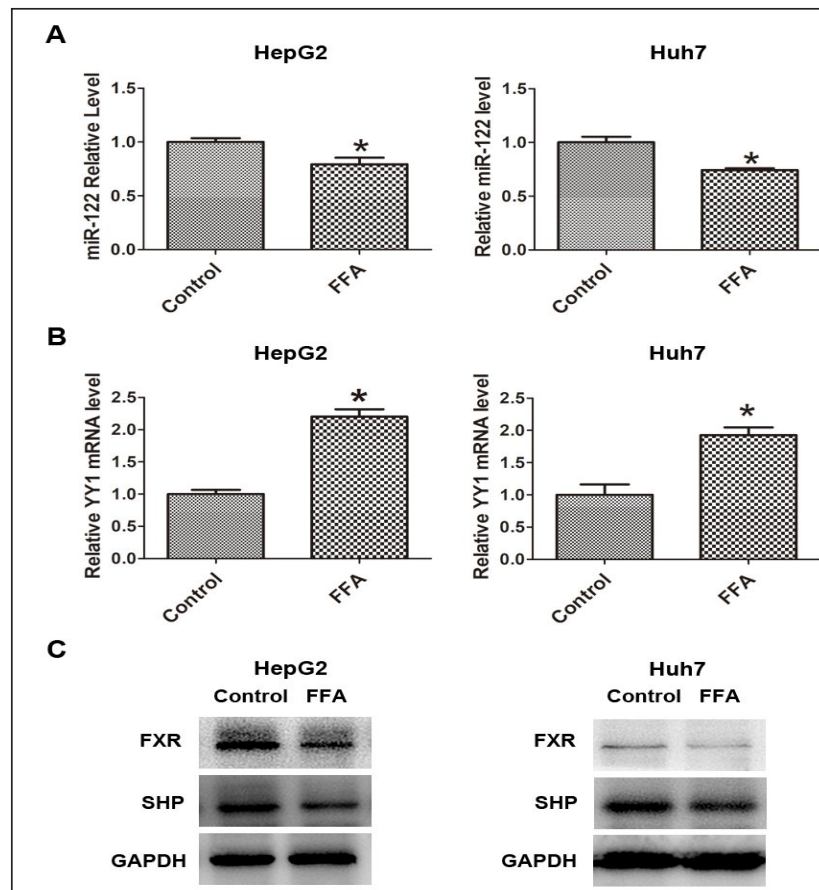 A
HepG2
Huh7
miR-122 Relative Level
1.5
1.0
0.5
0.0
*
Control
FFA
Relative miR-122 level
1.5
1.0
0.5
0.0
*
Control
FFA
B
HepG2
Huh7
Relative YY1 mRNA level
2.5
2.0
1.5
1.0
0.5
0.0
*
Control
FFA
Relative YY1 mRNA level
2.5
2.0
1.5
1.0
0.5
0.0
*
Control
FFA
C
HepG2
Control FFA
FXR
SHP
GAPDH
Huh7
Control FFA
FXR
SHP
GAPDH